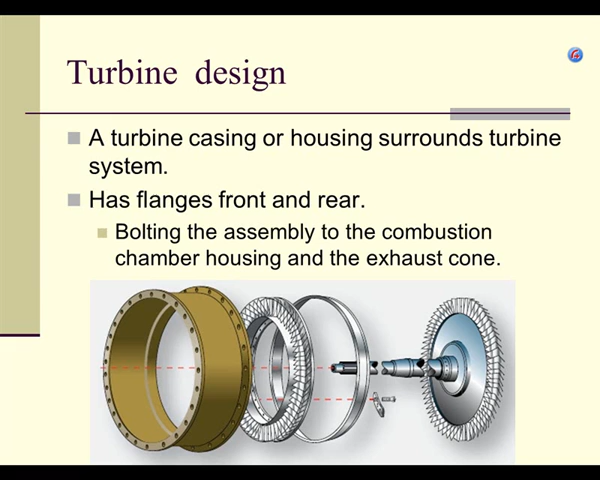 Turbine design
A turbine casing or housing surrounds turbine
system.
Has flanges front and rear.
Bolting the assembly to the combustion
chamber housing and the exhaust cone.